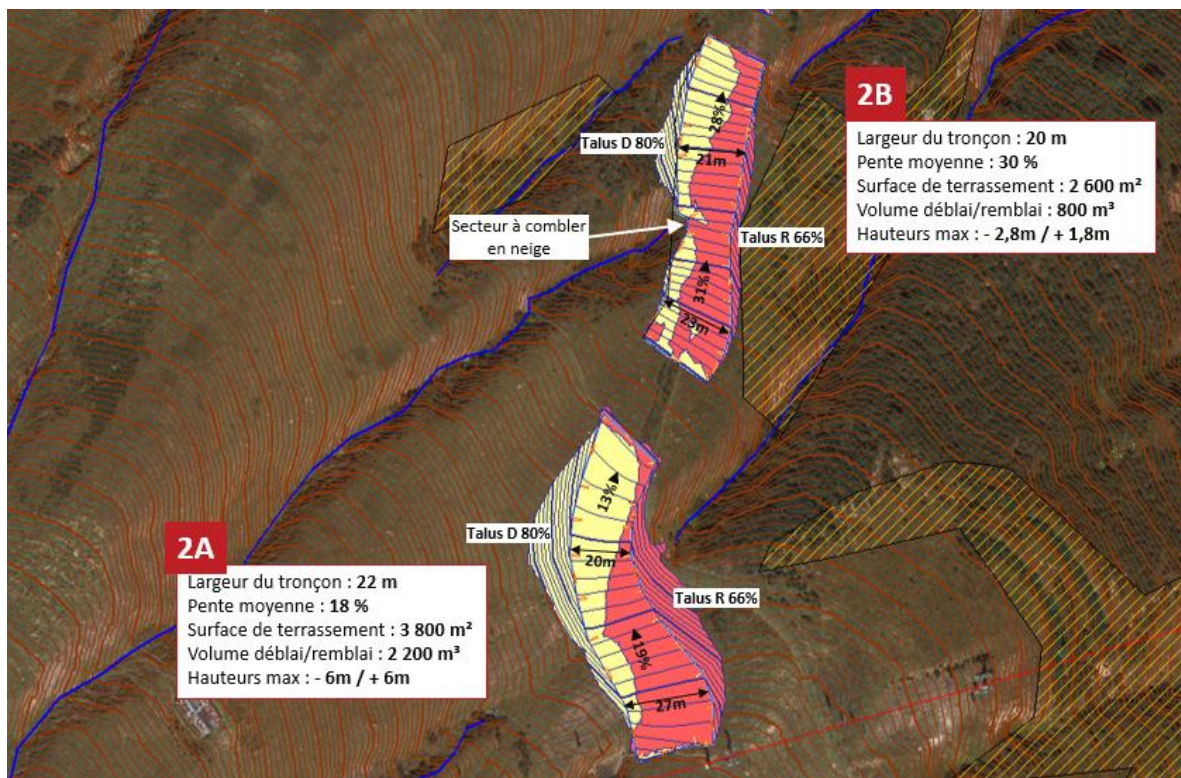 2B
Largeur du tronçon : 20 m
Pente moyenne : 30 %
Surface de terrassement : 2 600 m²
Volume déblai/remblai : 800 m³
Hauteurs max : - 2,8m / + 1,8m
28%
Talus D 80%
21m
Secteur à combler
en neige
Talus R 66%
31%
23m
13%
Talus D 80%
20m
2A
Largeur du tronçon : 22 m
Pente moyenne : 18 %
Surface de terrassement : 3 800 m²
Volume déblai/remblai : 2 200 m³
Hauteurs max : - 6m / + 6m
Talus R 66%
19%
27m